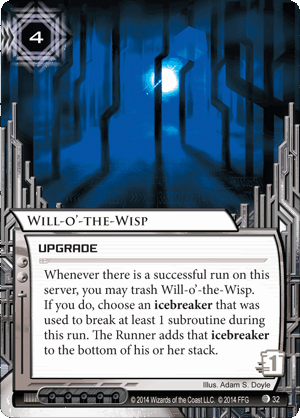 4
WILL-O'-THE-WISP
UPGRADE
Whenever there is a successful run on this
server, you may trash Will-o'-the-Wisp.
If you do, choose an icebreaker that was
used to break at least 1 subroutine during
this run. The Runner adds that icebreaker
to the bottom of his or her stack.
1
Illus. Adam S. Doyle
© 2014 Wizards of the Coast LLC. © 2014 FFG 32